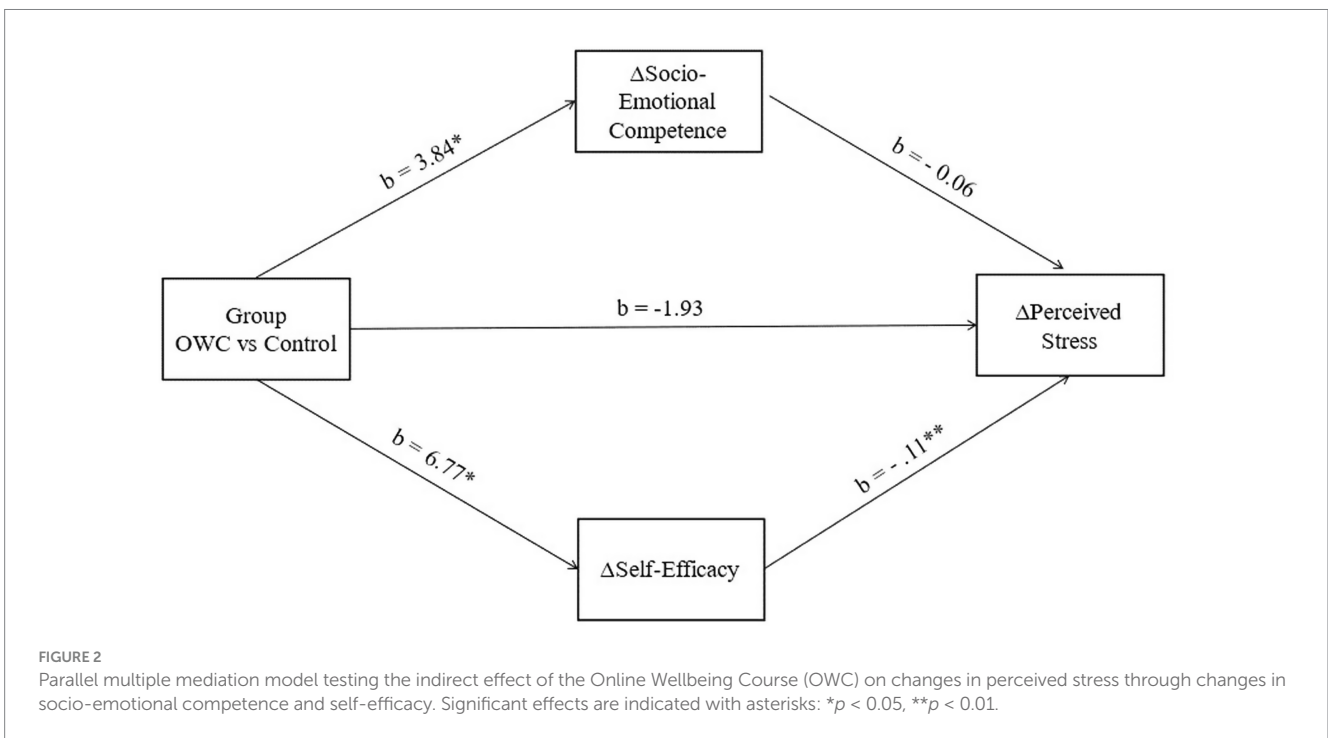 ΔSocio-
Emotional
Competence
b = 3.84*
b = - 0.06
Group
OWC vs Control
b = -1.93
ΔPerceived
Stress
b = 6.77*
b = - .11**
ΔSelf-Efficacy
FIGURE 2
Parallel multiple mediation model testing the indirect effect of the Online Wellbeing Course (OWC) on changes in perceived stress through changes in
socio-emotional competence and self-efficacy. Significant effects are indicated with asterisks: *p < 0.05, **p < 0.01.